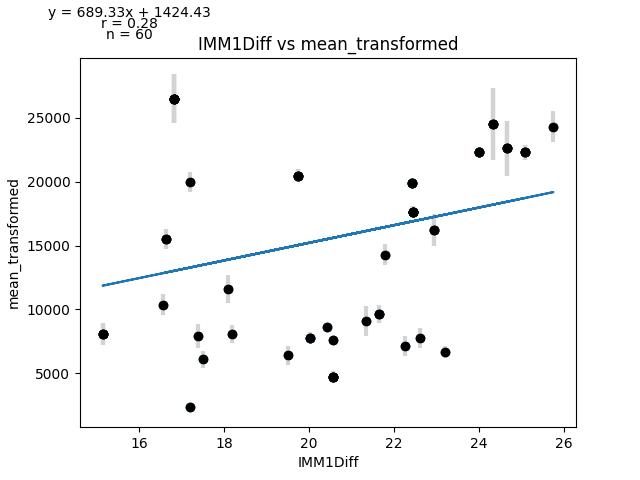 y = 689.33x + 1424.43
r = 0.28
n = 60
IMM1Diff vs mean_transformed
mean_transformed
25000
20000
15000
10000
5000
16
18
20
22
24
26
IMM1Diff